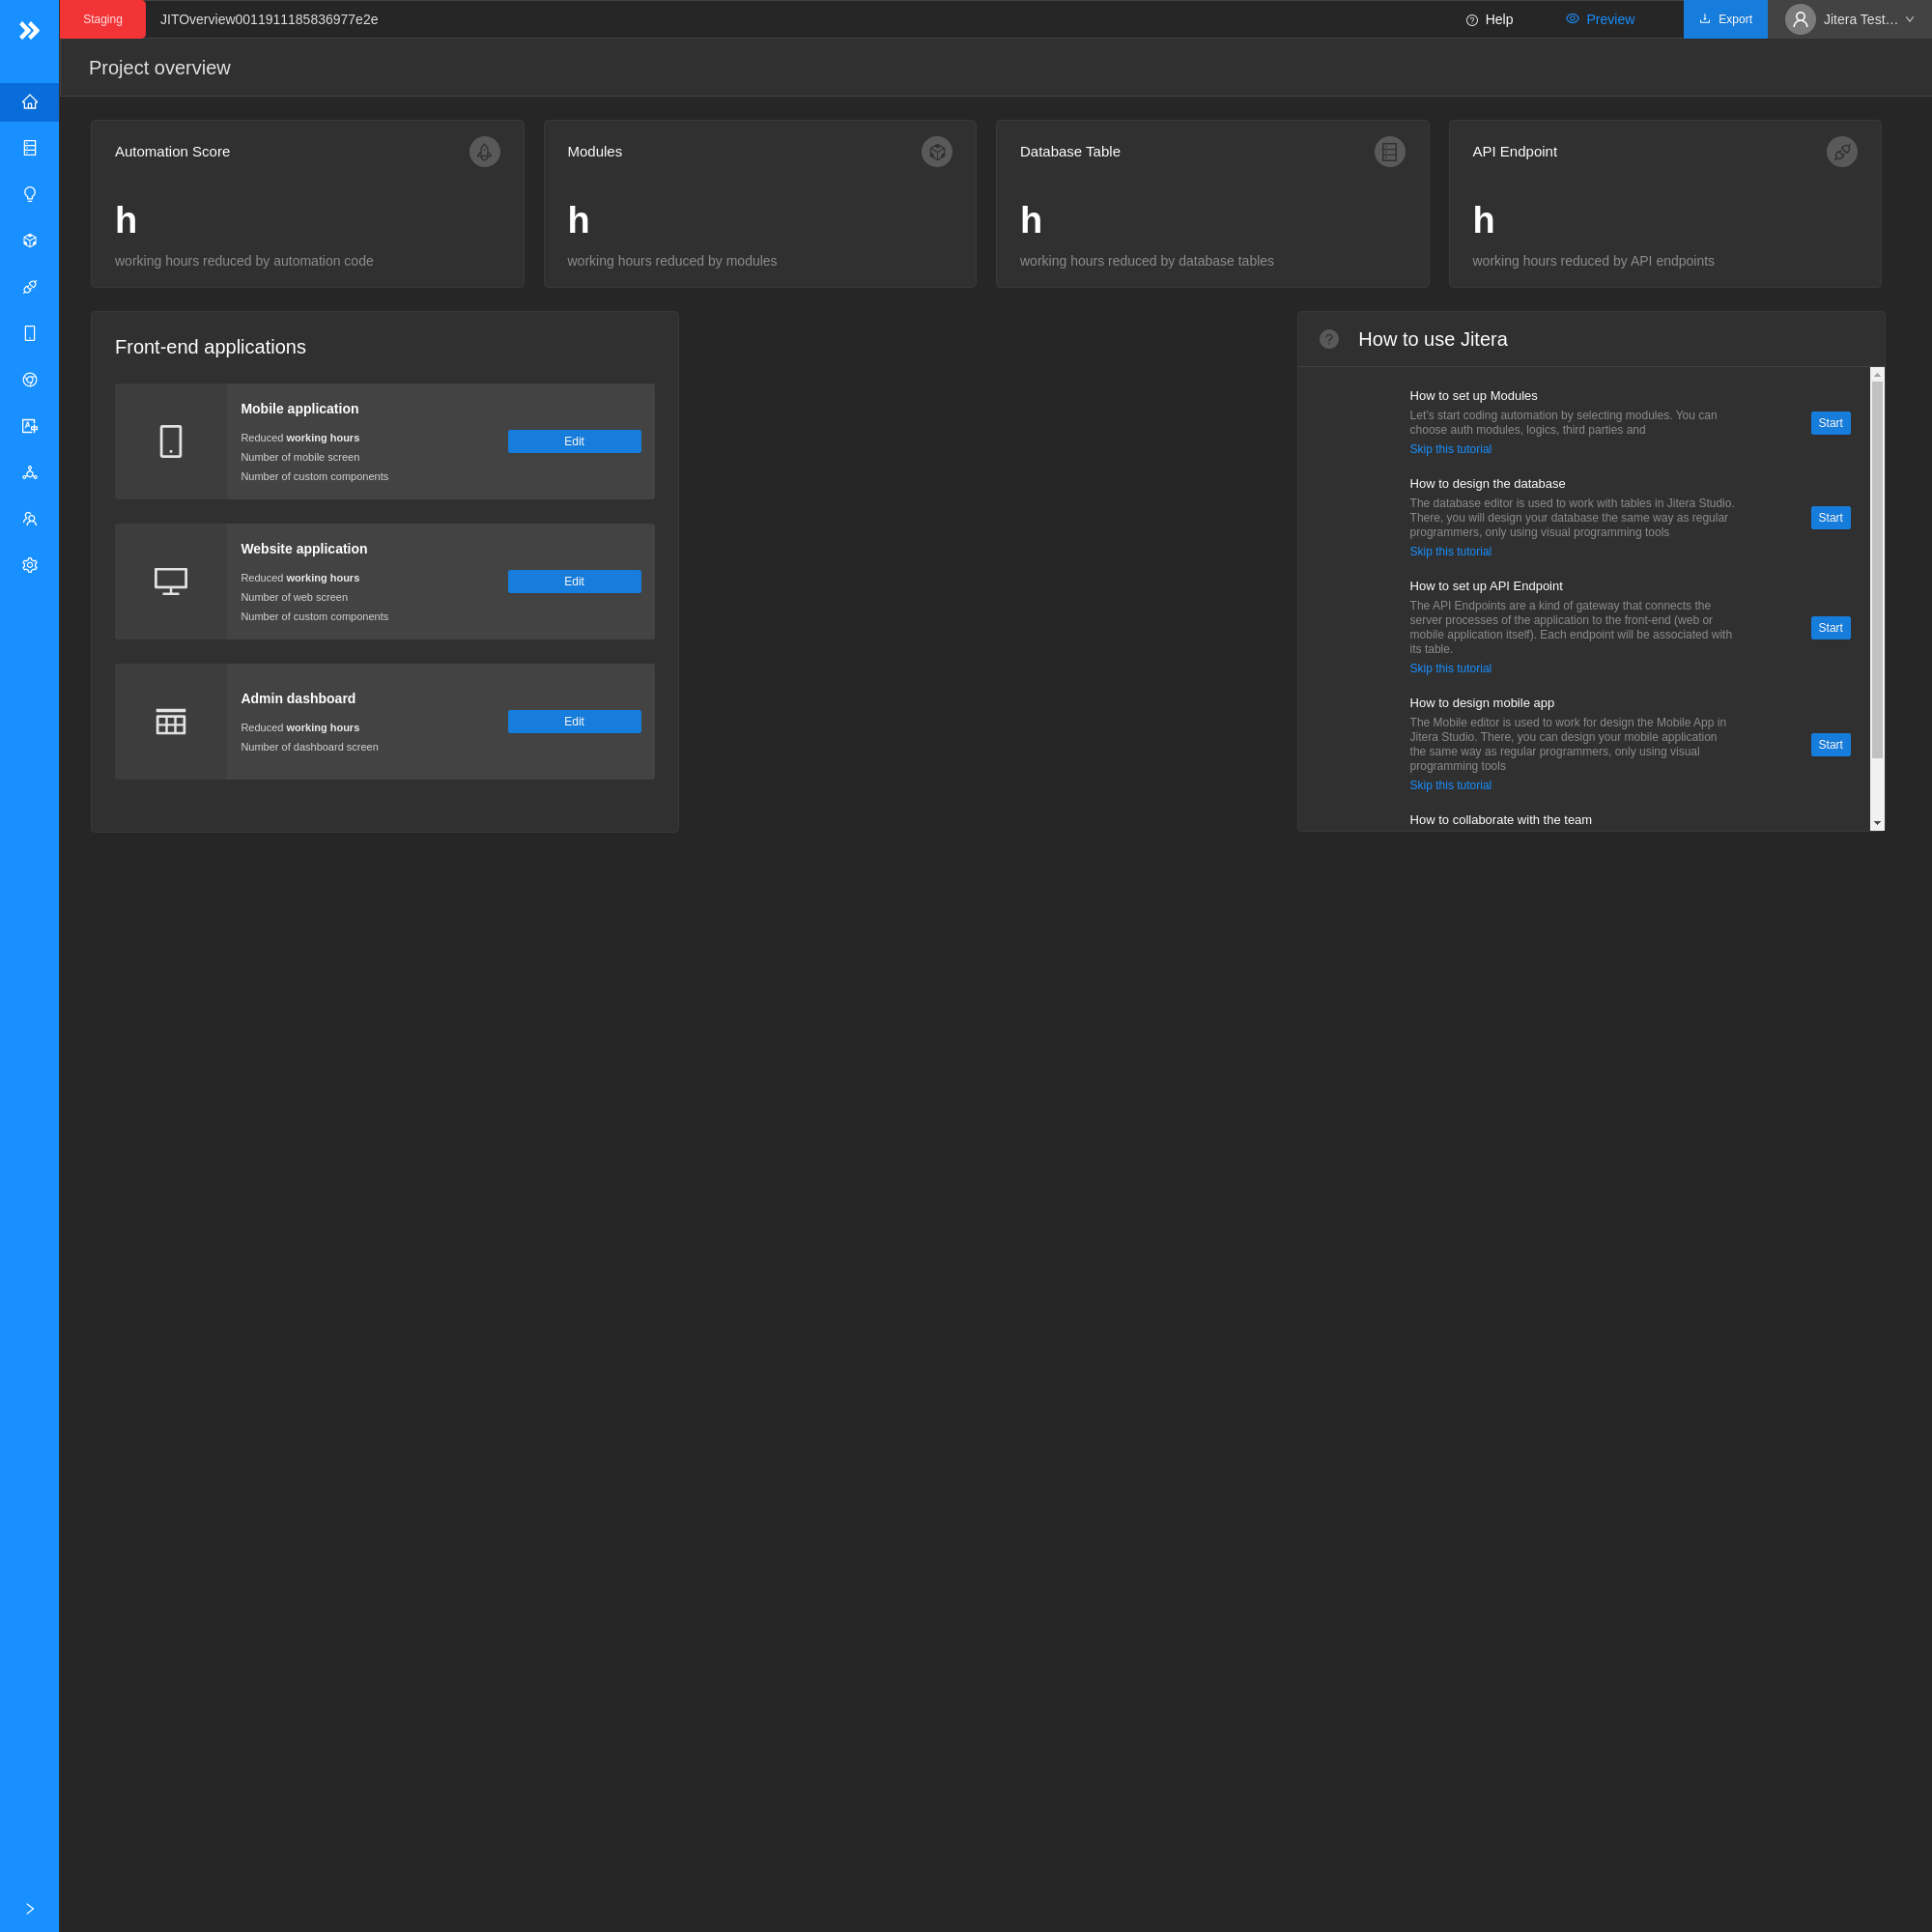 Staging
JITOverview0011911185836977e2e
Help
Preview
Export
Jitera Test...
Project overview
Automation Score
h
working hours reduced by automation code
Modules
h
working hours reduced by modules
Database Table
h
working hours reduced by database tables
API Endpoint
h
working hours reduced by API endpoints
Front-end applications
Mobile application
Reduced working hours
Number of mobile screen
Number of custom components
Edit
Website application
Reduced working hours
Number of web screen
Number of custom components
Edit
Admin dashboard
Reduced working hours
Number of dashboard screen
Edit
How to use Jitera
How to set up Modules
Let's start coding automation by selecting modules. You can
choose auth modules, logics, third parties and
Skip this tutorial
Start
How to design the database
The database editor is used to work with tables in Jitera Studio.
There, you will design your database the same way as regular
programmers, only using visual programming tools
Skip this tutorial
Start
How to set up API Endpoint
The API Endpoints are a kind of gateway that connects the
server processes of the application to the front-end (web or
mobile application itself). Each endpoint will be associated with
its table.
Skip this tutorial
Start
How to design mobile app
The Mobile editor is used to work for design the Mobile App in
Jitera Studio. There, you can design your mobile application
the same way as regular programmers, only using visual
programming tools
Skip this tutorial
Start
How to collaborate with the team